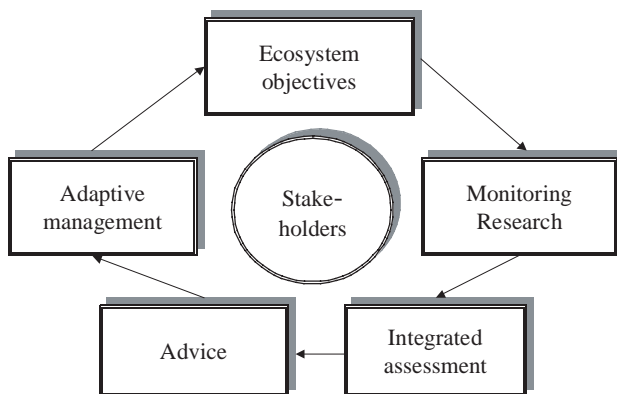 Ecosystem
objectives
Adaptive
management
Stake-
holders
Monitoring
Research
Advice
Integrated
assessment